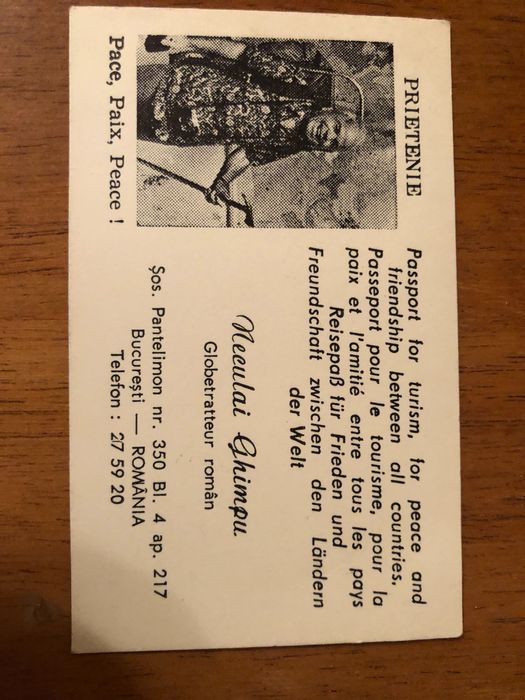 PRIETENIE
Pace, Paix, Peace !
Passport for turism, for peace and
friendship between all countries.
Passeport pour le tourisme, pour la
paix et l'amitié entre tous les pays
Reisepaß für Frieden und
Freundschaft zwischen den Ländern
der Welt
Neculai Ghimpu
Globetratteur român
Șos. Pantelimon nr. 350 Bl. 4 ap. 217
București — ROMÂNIA
Telefon : 27 59 20